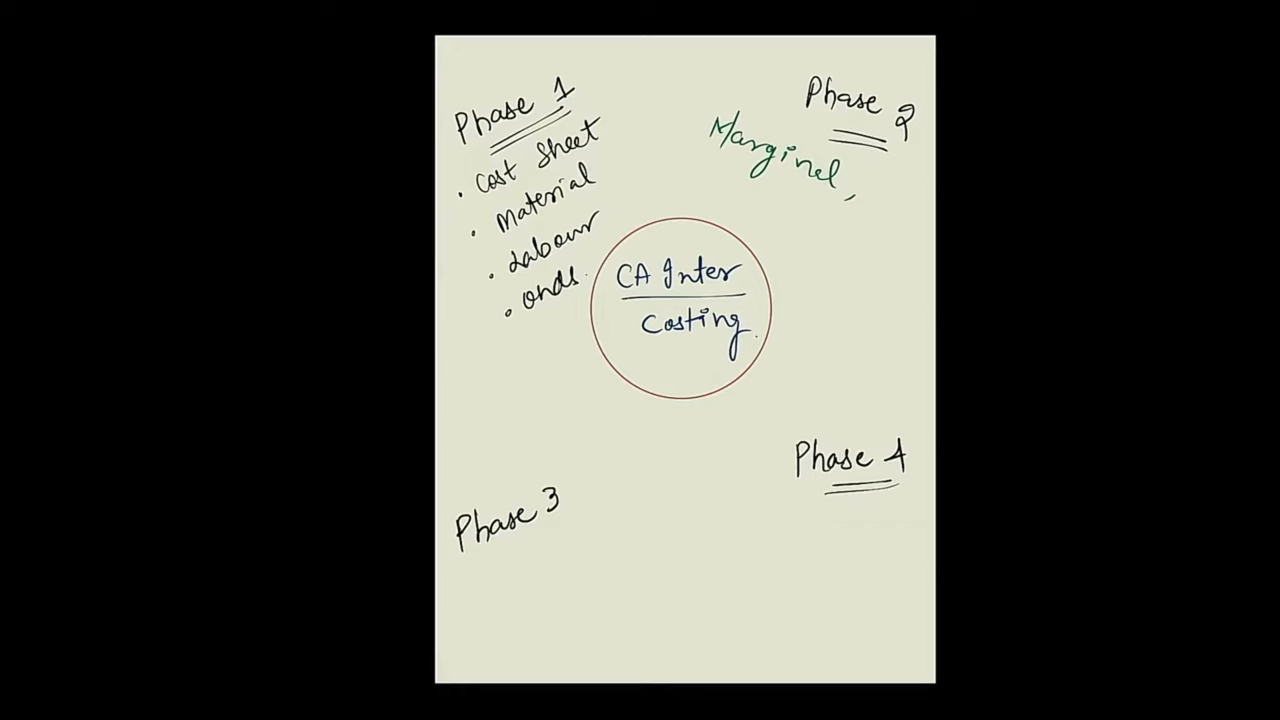 Phase 1
• Cost Sheet
• Material
• Labour
• OHDs.
Phase 2
Marginal,
CA Inter
Costing.
Phase 3
Phase 4